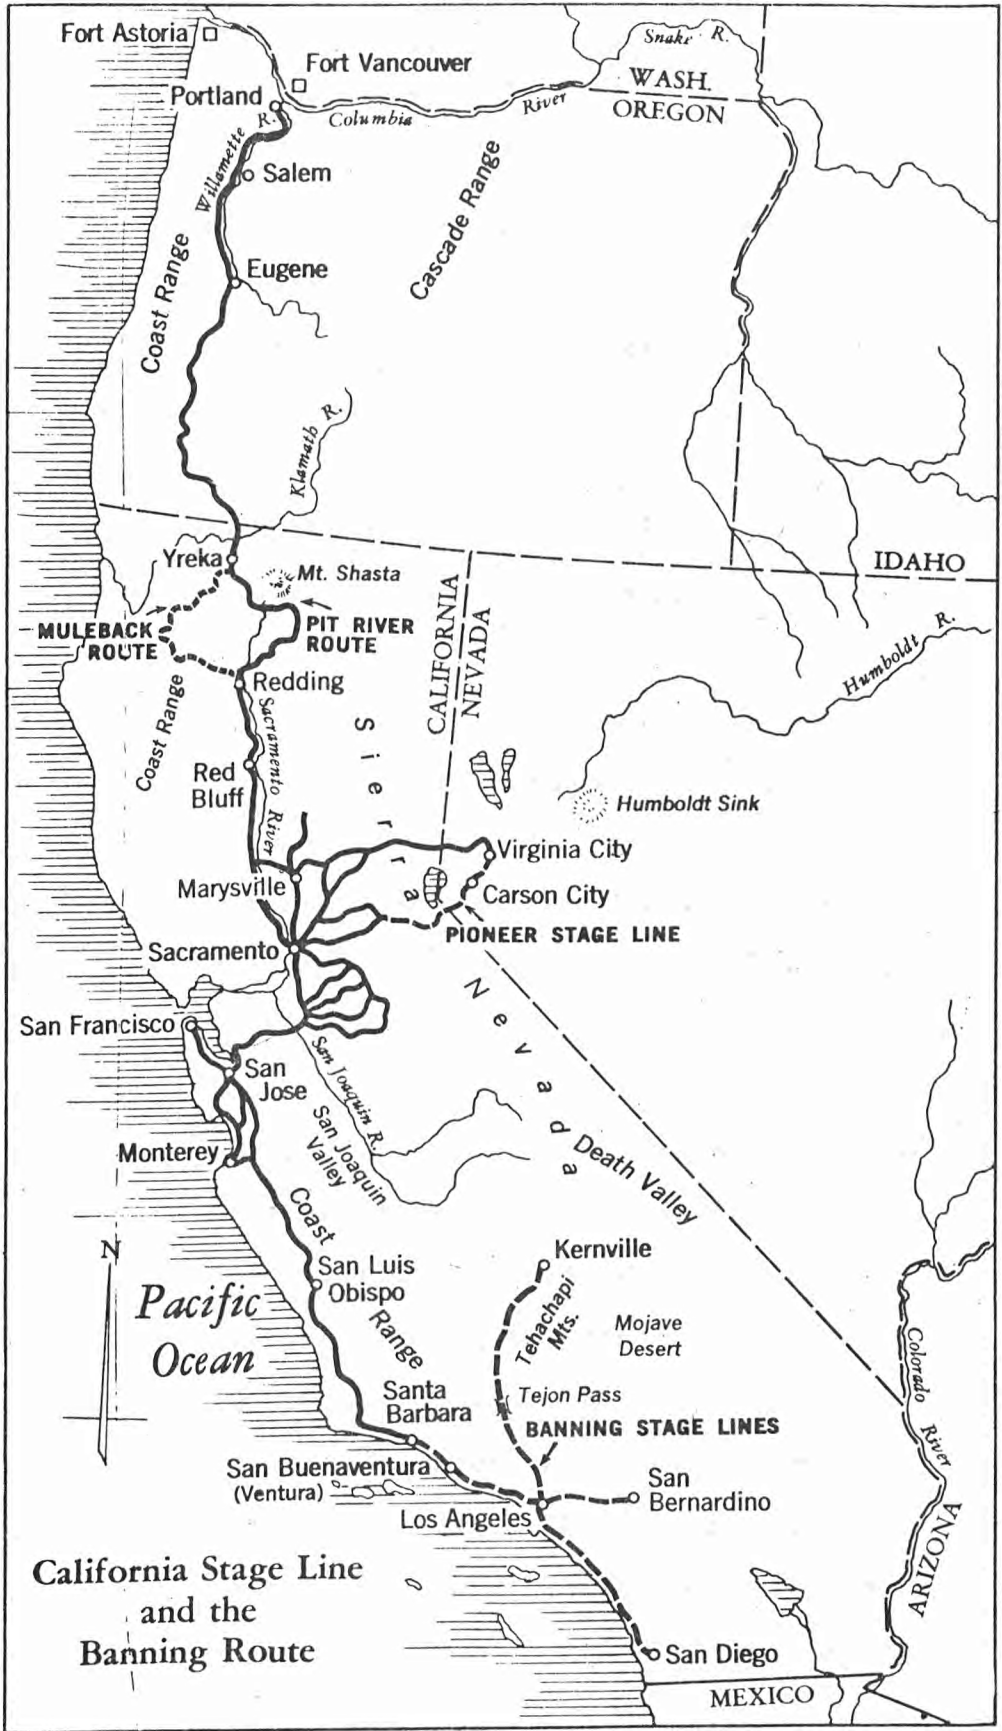 Fort Astoria
Snake R.
Fort Vancouver
WASH.
OREGON
Portland
Columbia River
Willamette R.
Salem
Cascade Range
Coast Range
Eugene
Klamath R.
Yreka
IDAHO
Mt. Shasta
MULEBACK
ROUTE
PIT RIVER
ROUTE
CALIFORNIA
NEVADA
Humboldt R.
Redding
Coast Range
Sacramento River
Sierra Nevada
Red
Bluff
Humboldt Sink
Virginia City
Marysville
Carson City
PIONEER STAGE LINE
Sacramento
San Francisco
San
Jose
San Joaquin R.
San Joaquin
Valley
Monterey
Death Valley
Coast Range
N
Kernville
San Luis
Obispo
Pacific
Ocean
Tehachapi
Mts.
Mojave
Desert
Colorado River
Tejon Pass
Santa
Barbara
BANNING STAGE LINES
San Buenaventura
(Ventura)
San
Bernardino
Los Angeles
ARIZONA
California Stage Line
and the
Banning Route
San Diego
MEXICO